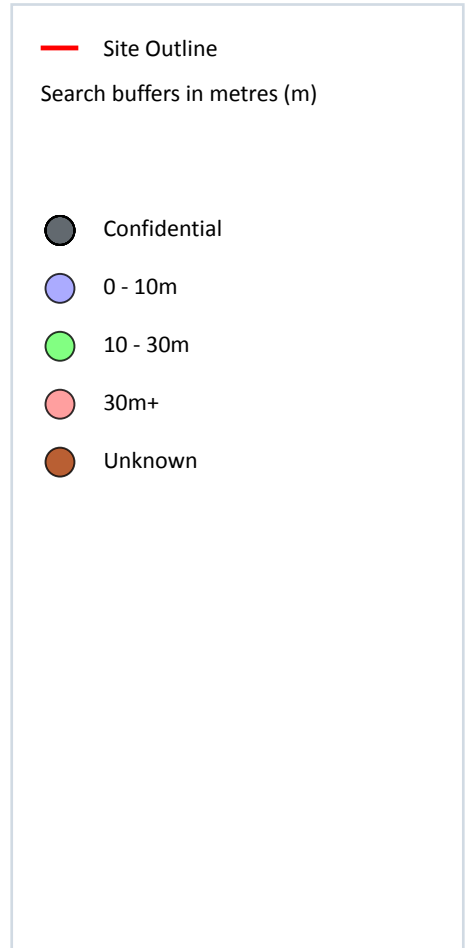 Site Outline
Search buffers in metres (m)
Confidential
0 - 10m
10 - 30m
30m+
Unknown